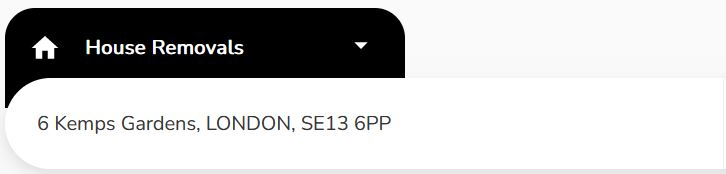 House Removals
6 Kemps Gardens, LONDON, SE13 6PP